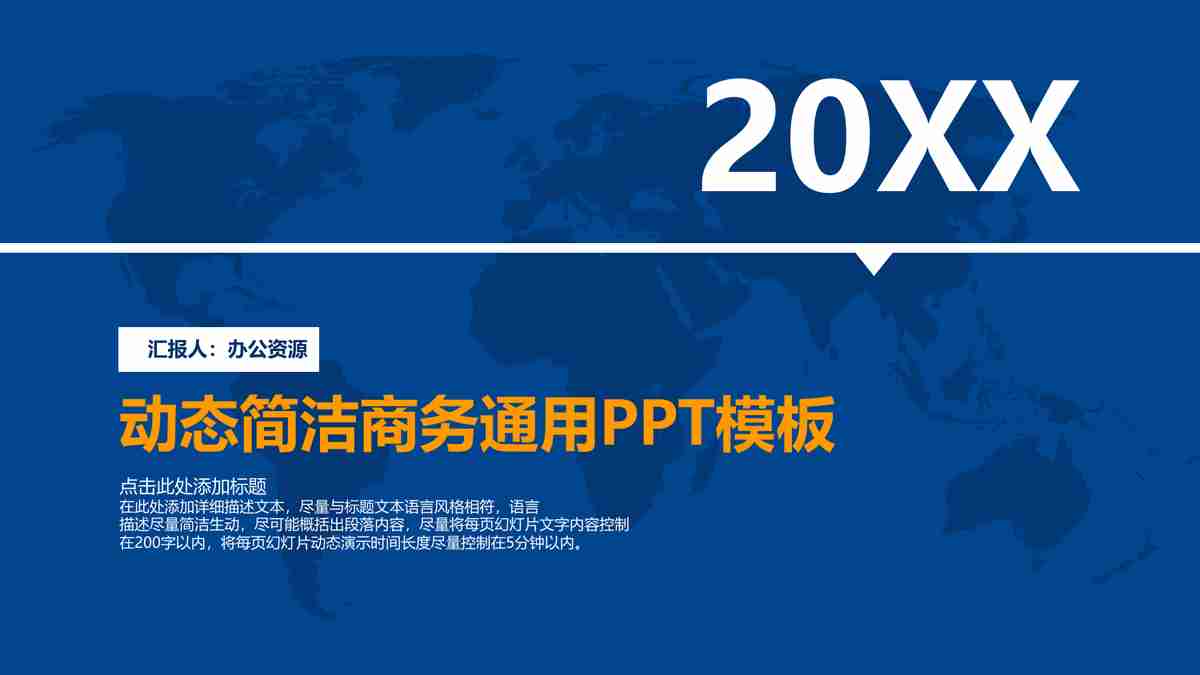 20XX
汇报人：办公资源
动态简洁商务通用PPT模板
点击此处添加标题
在此处添加详细描述文本，尽量与标题文本语言风格相符，语言
描述尽量简洁生动，尽可能概括出段落内容，尽量将每页幻灯片文字内容控制
在200字以内，将每页幻灯片动态演示时间长度尽量控制在5分钟以内。